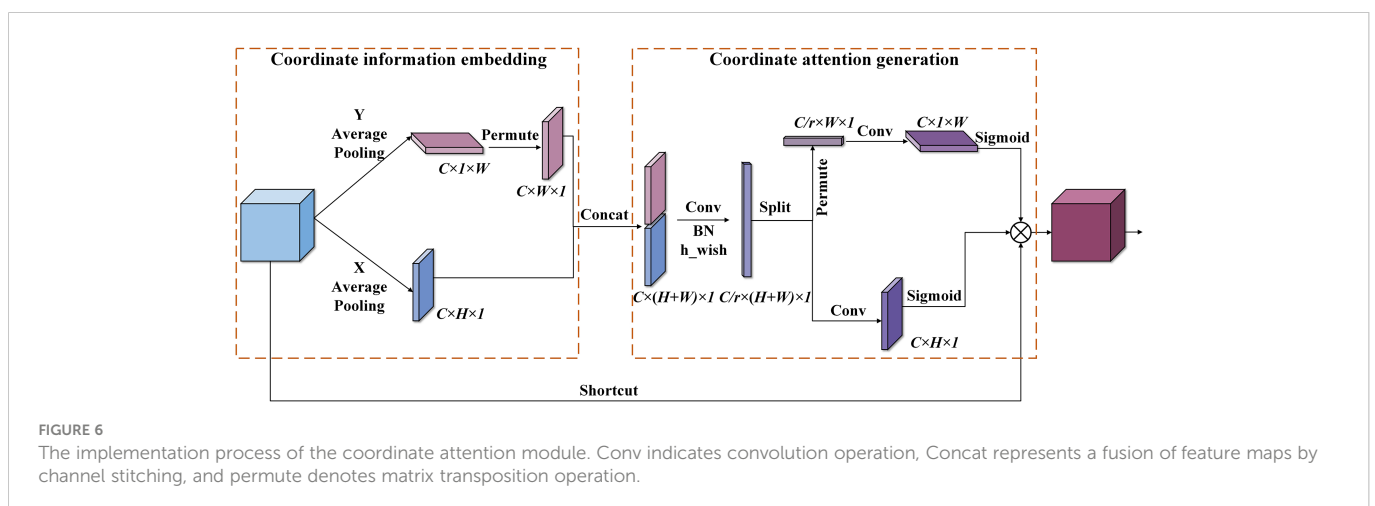 Coordinate information embedding
Y
Average
Pooling
C×1×W
Permute
C×W×1
X
Average
Pooling
C×H×1
Concat
Coordinate attention generation
C×(H+W)×1
Conv
BN
h_wish
C/r×(H+W)×1
Split
Permute
C/r×W×1
Conv
C×1×W
Sigmoid
Conv
C×H×1
Sigmoid
Shortcut
FIGURE 6
The implementation process of the coordinate attention module. Conv indicates convolution operation, Concat represents a fusion of feature maps by
channel stitching, and permute denotes matrix transposition operation.